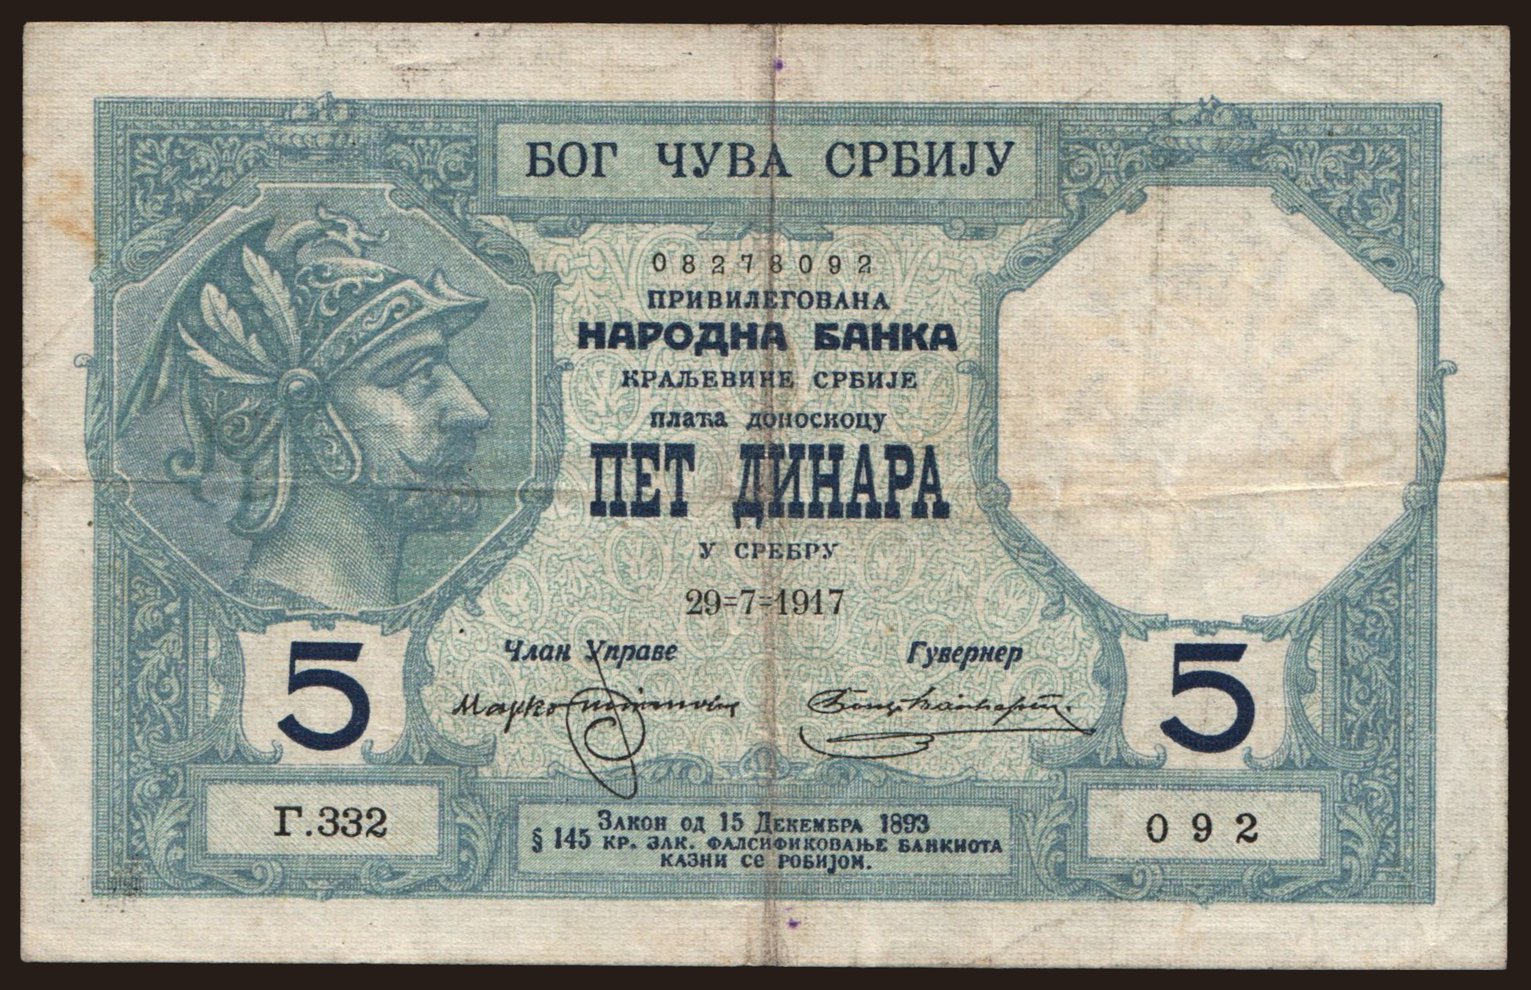 БОГ ЧУВА СРБИЈУ
08278092
ПРИВИЛЕГОВАНА
НАРОДНА БАНКА
КРАЉЕВИНЕ СРБИЈЕ
плаћа доносиоцу
ПЕТ ДИНАРА
У СРЕБРУ
29=7=1917
Члан Управе
Гувернер
Марко
5
5
Г.332
ЗАКОН ОД 15 ДЕКЕМБРА 1893
§ 145 КР. ЗАК. ФАЛСИФИКОВАЊЕ БАНКНОТА
КАЗНИ СЕ РОБИЈОМ.
092